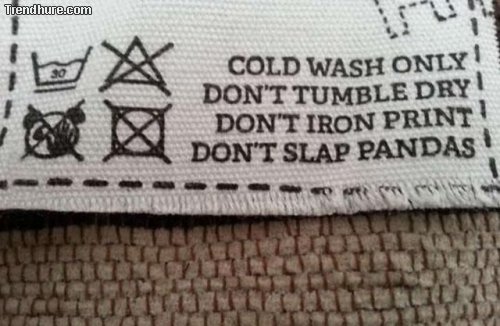 Trendhure.com
30
COLD WASH ONLY
DON'T TUMBLE DRY
DON'T IRON PRINT
DON'T SLAP PANDAS